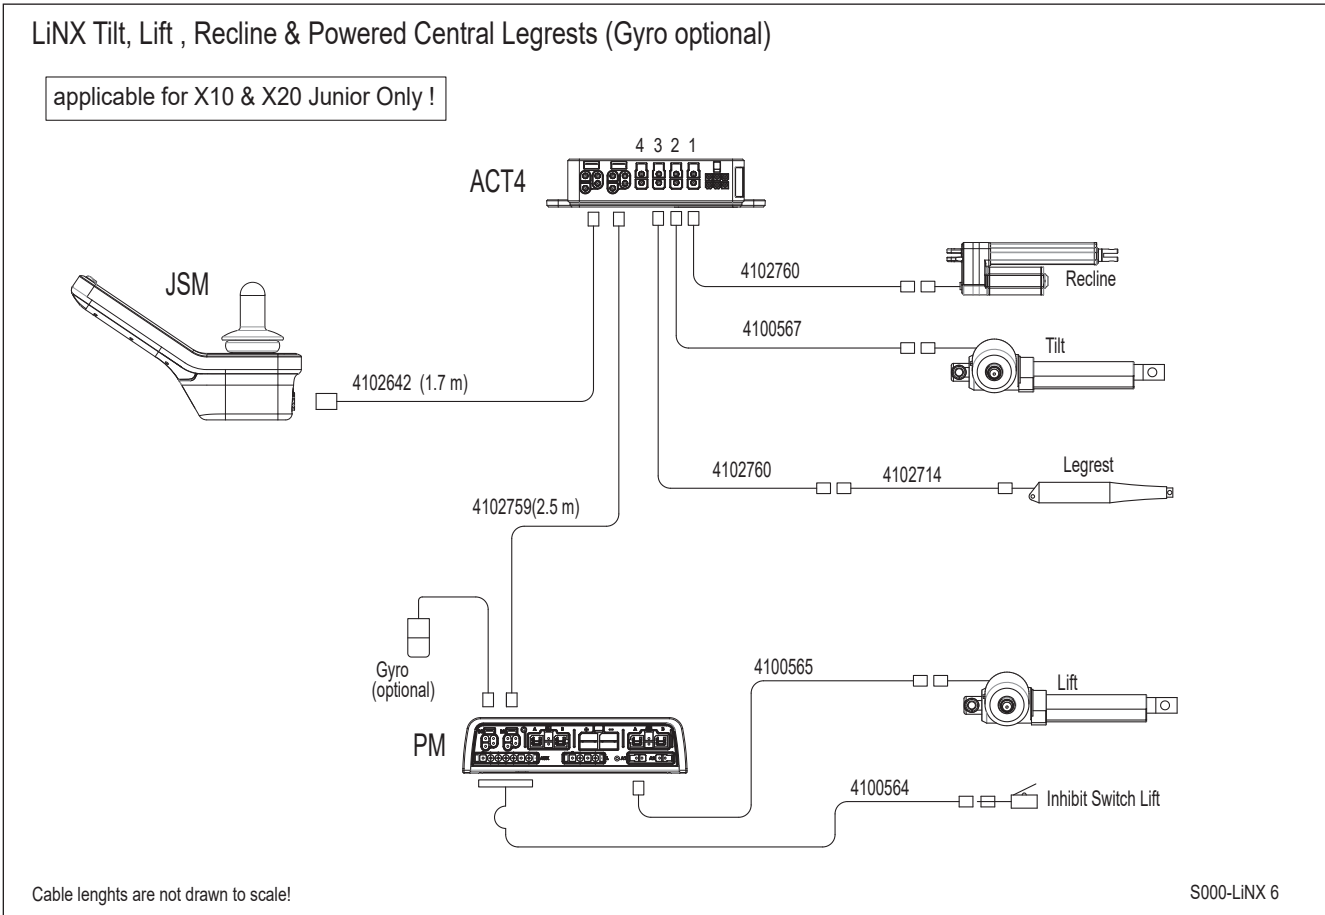 LiNX Tilt, Lift , Recline & Powered Central Legrests (Gyro optional)
applicable for X10 & X20 Junior Only !
4 3 2 1
ACT4
JSM
4102760
Recline
4100567
Tilt
4102642 (1.7 m)
4102760
4102714
Legrest
4102759(2.5 m)
Gyro
(optional)
4100565
Lift
PM
4100564
Inhibit Switch Lift
Cable lenghts are not drawn to scale!
S000-LiNX 6